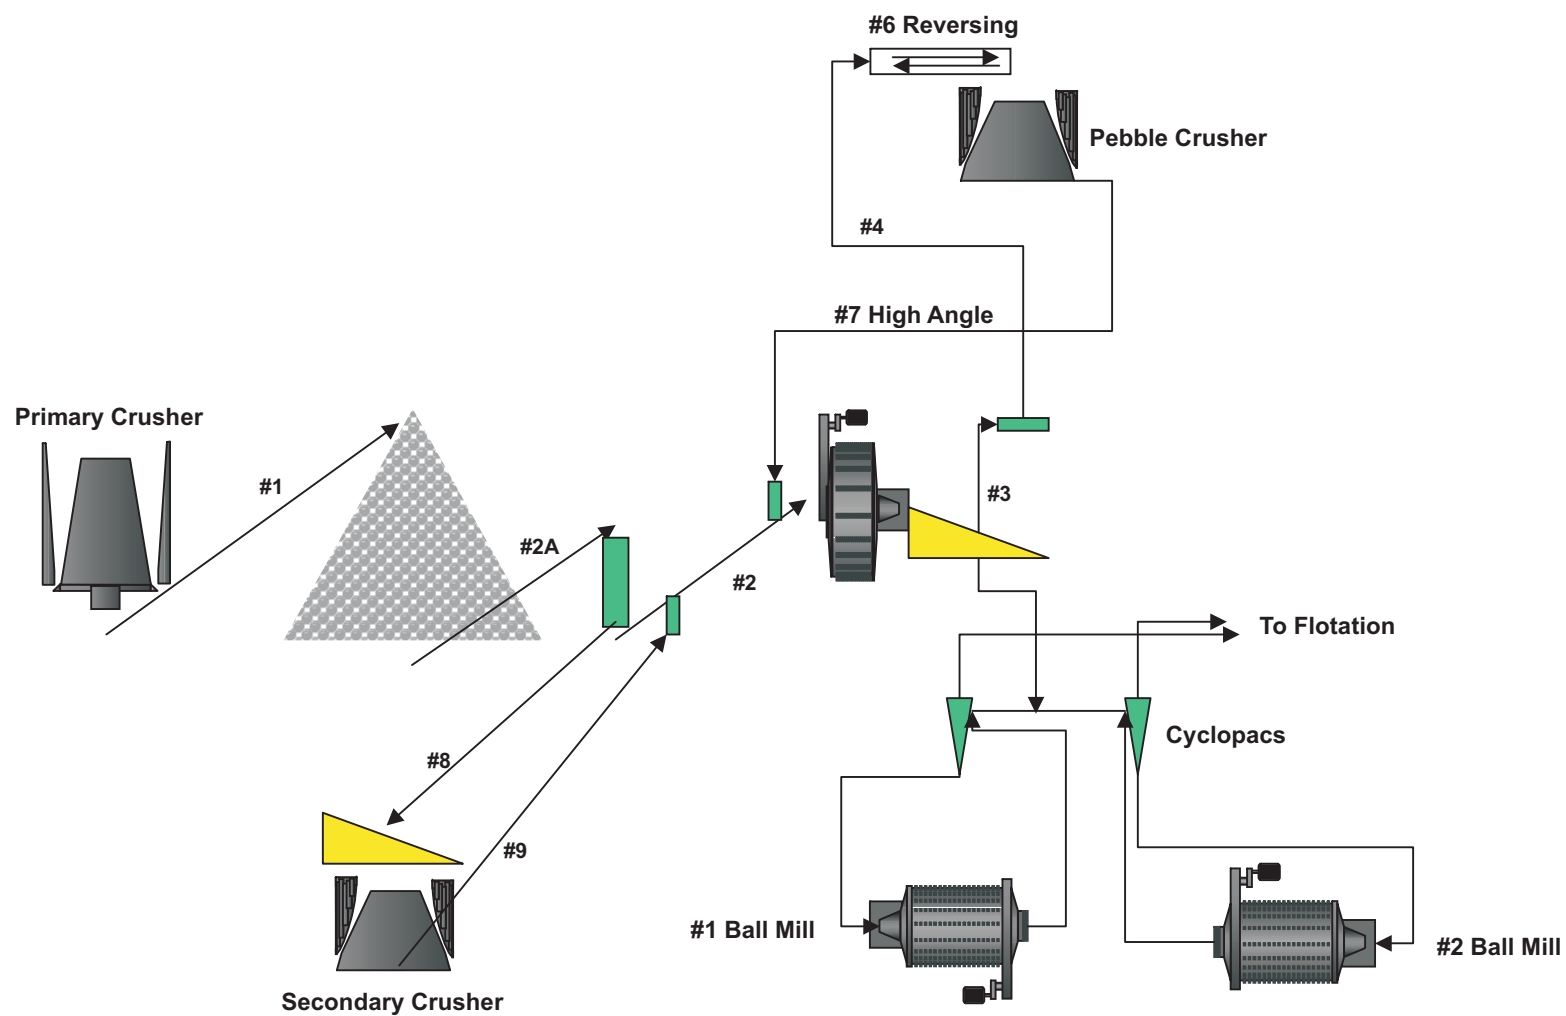 #6 Reversing
Pebble Crusher
#4
#7 High Angle
Primary Crusher
#1
#3
#2A
#2
To Flotation
Cyclopacs
#8
#9
#1 Ball Mill
#2 Ball Mill
Secondary Crusher